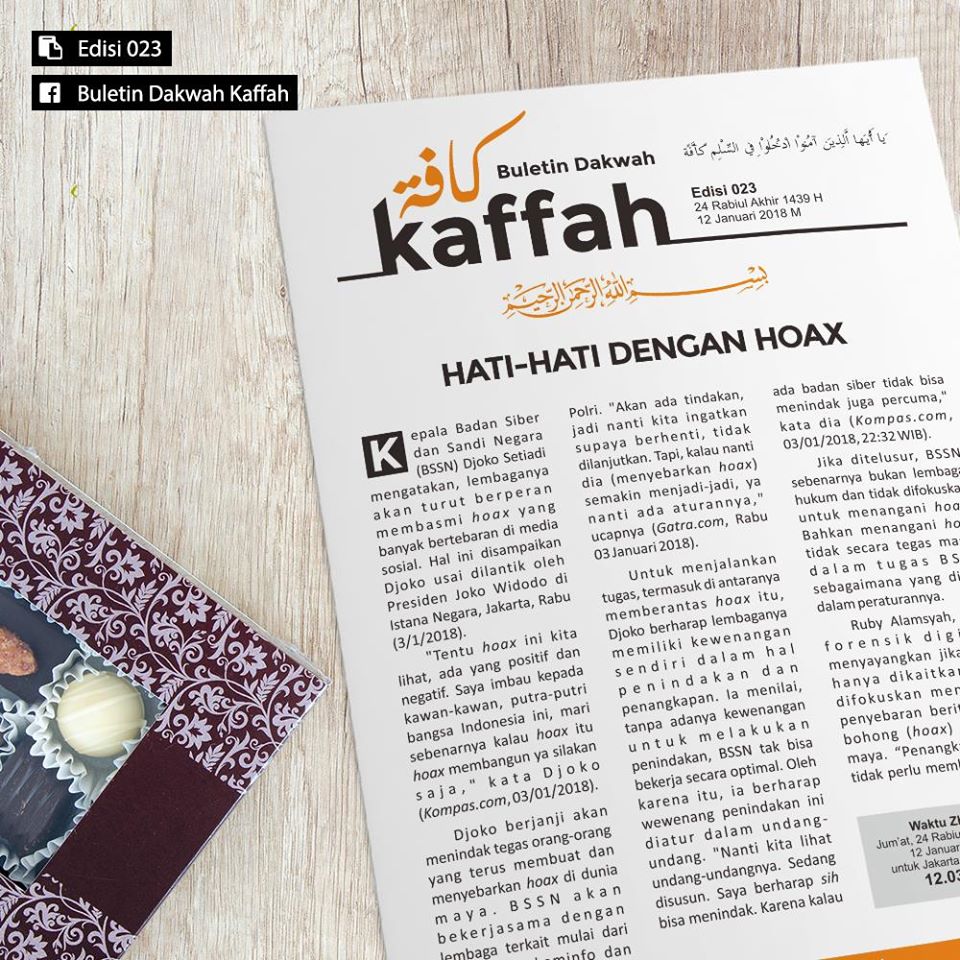 Edisi 023
Buletin Dakwah Kaffah
كافة
Buletin Dakwah
kaffah
يَا أَيُّهَا الَّذِينَ آمَنُوا ادْخُلُوا فِي السِّلْمِ كَافَّةً
Edisi 023
24 Rabiul Akhir 1439 H
12 Januari 2018 M
بِسْمِ اللهِ الرَّحْمٰنِ الرَّحِيْمِ
HATI-HATI DENGAN HOAX
Kepala Badan Siber
dan Sandi Negara
(BSSN) Djoko Setiadi
mengatakan, lembaganya
akan turut berperan
membasmi hoax yang
banyak bertebaran di media
sosial. Hal ini disampaikan
Djoko usai dilantik oleh
Presiden Joko Widodo di
Istana Negara, Jakarta, Rabu
(3/1/2018).
"Tentu hoax ini kita
lihat, ada yang positif dan
negatif. Saya imbau kepada
kawan-kawan, putra-putri
bangsa Indonesia ini, mari
sebenarnya kalau hoax itu
hoax membangun ya silakan
saja," kata Djoko
(Kompas.com, 03/01/2018).
Djoko berjanji akan
menindak tegas orang-orang
yang terus membuat dan
menyebarkan hoax di dunia
maya. BSSN akan
bekerjasama dengan
lembaga terkait mulai dari
ominfo dan
Polri. "Akan ada tindakan,
jadi nanti kita ingatkan
supaya berhenti, tidak
dilanjutkan. Tapi, kalau nanti
dia (menyebarkan hoax)
semakin menjadi-jadi, ya
nanti ada aturannya,"
ucapnya (Gatra.com, Rabu
03 Januari 2018).
Untuk menjalankan
tugas, termasuk di antaranya
memberantas hoax itu,
Djoko berharap lembaganya
memiliki kewenangan
sendiri dalam hal
penindakan dan
penangkapan. Ia menilai,
tanpa adanya kewenangan
untuk melakukan
penindakan, BSSN tak bisa
bekerja secara optimal. Oleh
karena itu, ia berharap
wewenang penindakan ini
diatur dalam undang-
undang. "Nanti kita lihat
undang-undangnya. Sedang
disusun. Saya berharap sih
bisa menindak. Karena kalau
ada badan siber tidak bisa
menindak juga percuma,"
kata dia (Kompas.com,
03/01/2018, 22:32 WIB).
Jika ditelusur, BSSN
sebenarnya bukan lembaga
hukum dan tidak difokuska
untuk menangani hoa
Bahkan menangani ho
tidak secara tegas mas
dalam tugas BS
sebagaimana yang di
dalam peraturannya.
Ruby Alamsyah,
forensik digi
menyayangkan jika
hanya dikaitkan
difokuskan men
penyebaran berit
bohong (hoax)
maya. "Penangk
tidak perlu memb
Waktu Zh
Jum'at, 24 Rabiu
12 Januar
untuk Jakarta
12.03